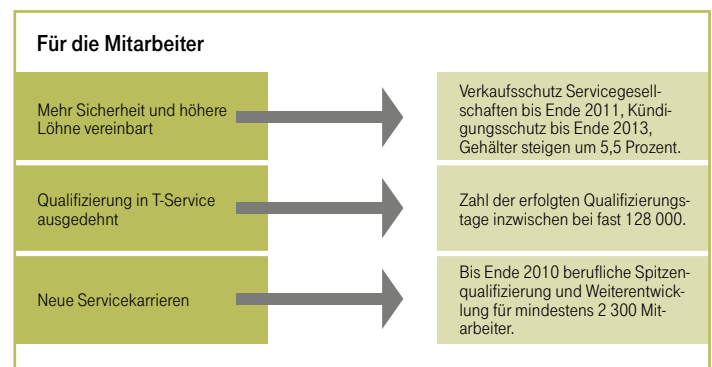 Für die Mitarbeiter
Mehr Sicherheit und höhere
Löhne vereinbart
Verkaufsschutz Servicegesell-
schaften bis Ende 2011, Kündi-
gungsschutz bis Ende 2013,
Gehälter steigen um 5,5 Prozent.
Qualifizierung in T-Service
ausgedehnt
Zahl der erfolgten Qualifizierungs-
tage inzwischen bei fast 128 000.
Neue Servicekarrieren
Bis Ende 2010 berufliche Spitzen-
qualifizierung und Weiterentwick-
lung für mindestens 2 300 Mit-
arbeiter.